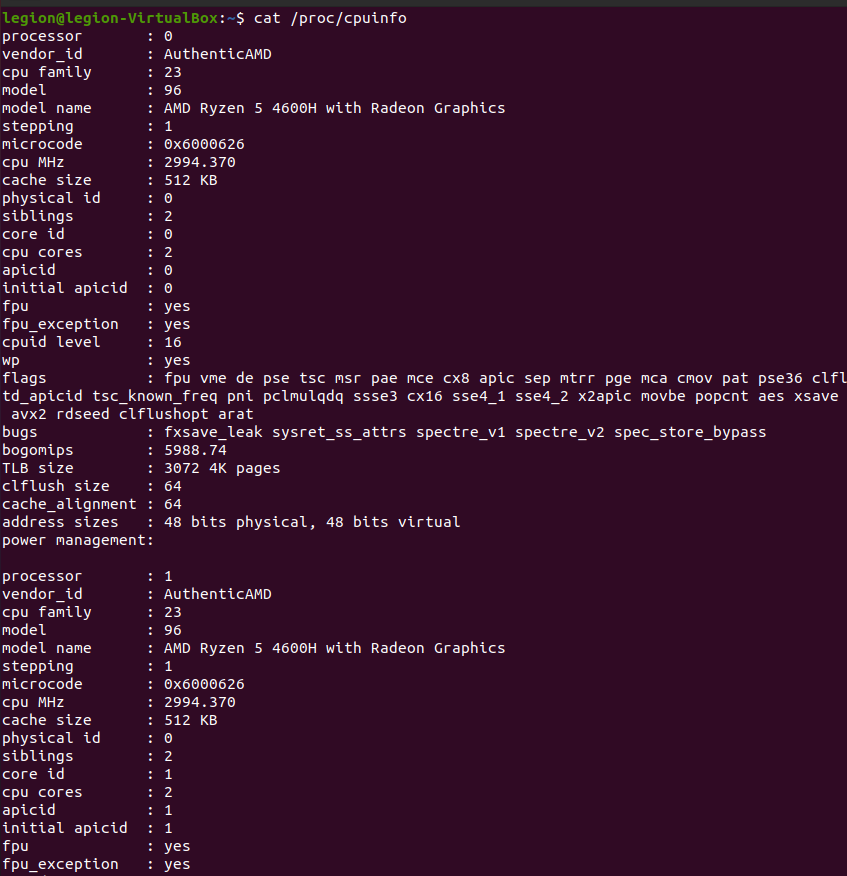 legion@legion-VirtualBox:~$ cat /proc/cpuinfo
processor       : 0
vendor_id       : AuthenticAMD
cpu family      : 23
model           : 96
model name      : AMD Ryzen 5 4600H with Radeon Graphics
stepping        : 1
microcode       : 0x6000626
cpu MHz         : 2994.370
cache size      : 512 KB
physical id     : 0
siblings        : 2
core id         : 0
cpu cores       : 2
apicid          : 0
initial apicid  : 0
fpu             : yes
fpu_exception   : yes
cpuid level     : 16
wp              : yes
flags           : fpu vme de pse tsc msr pae mce cx8 apic sep mtrr pge mca cmov pat pse36 clfl
td_apicid tsc_known_freq pni pclmulqdq ssse3 cx16 sse4_1 sse4_2 x2apic movbe popcnt aes xsave
 avx2 rdseed clflushopt arat
bugs            : fxsave_leak sysret_ss_attrs spectre_v1 spectre_v2 spec_store_bypass
bogomips        : 5988.74
TLB size        : 3072 4K pages
clflush size    : 64
cache_alignment : 64
address sizes   : 48 bits physical, 48 bits virtual
power management:

processor       : 1
vendor_id       : AuthenticAMD
cpu family      : 23
model           : 96
model name      : AMD Ryzen 5 4600H with Radeon Graphics
stepping        : 1
microcode       : 0x6000626
cpu MHz         : 2994.370
cache size      : 512 KB
physical id     : 0
siblings        : 2
core id         : 1
cpu cores       : 2
apicid          : 1
initial apicid  : 1
fpu             : yes
fpu_exception   : yes